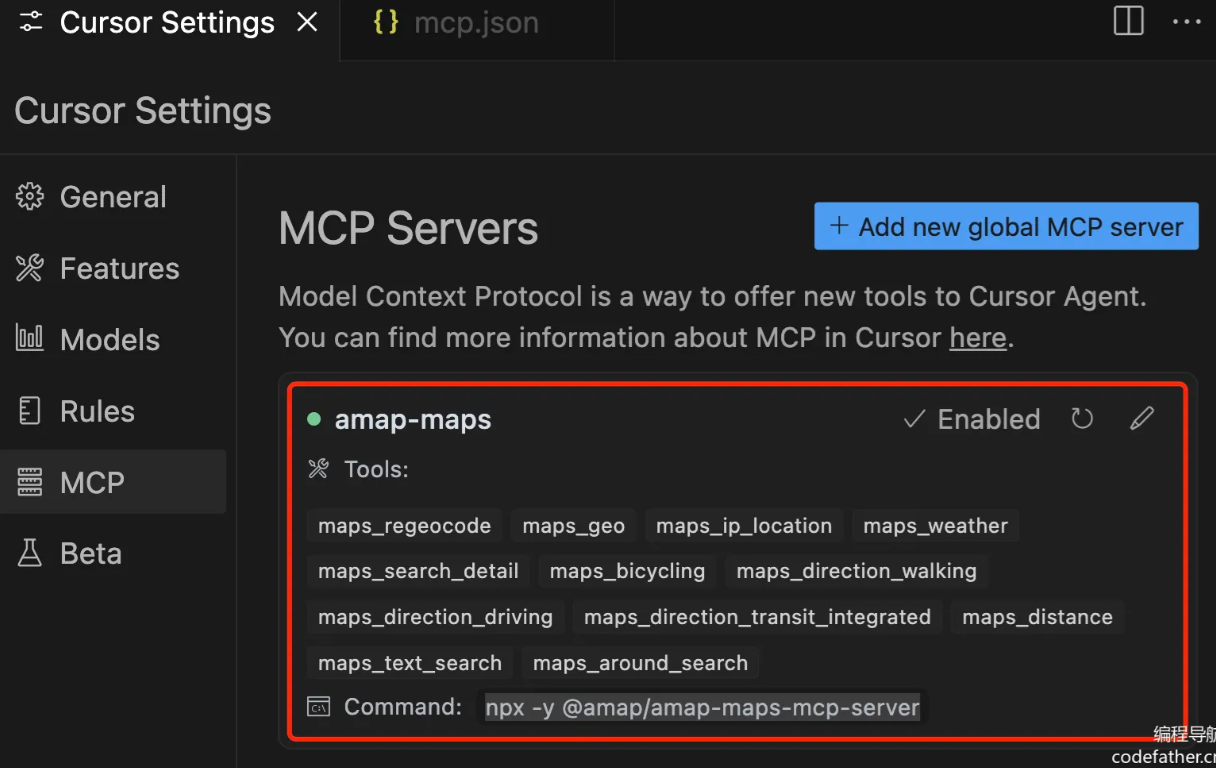 Cursor Settings
{} mcp.json
Cursor Settings
General
Features
Models
Rules
MCP
Beta
MCP Servers
+ Add new global MCP server
Model Context Protocol is a way to offer new tools to Cursor Agent.
You can find more information about MCP in Cursor here.
amap-maps
Enabled
Tools:
maps_regeocode maps_geo maps_ip_location maps_weather
maps_search_detail maps_bicycling maps_direction_walking
maps_direction_driving maps_direction_transit_integrated maps_distance
maps_text_search maps_around_search
Command: npx -y @amap/amap-maps-mcp-server
编程导航
codefather.c